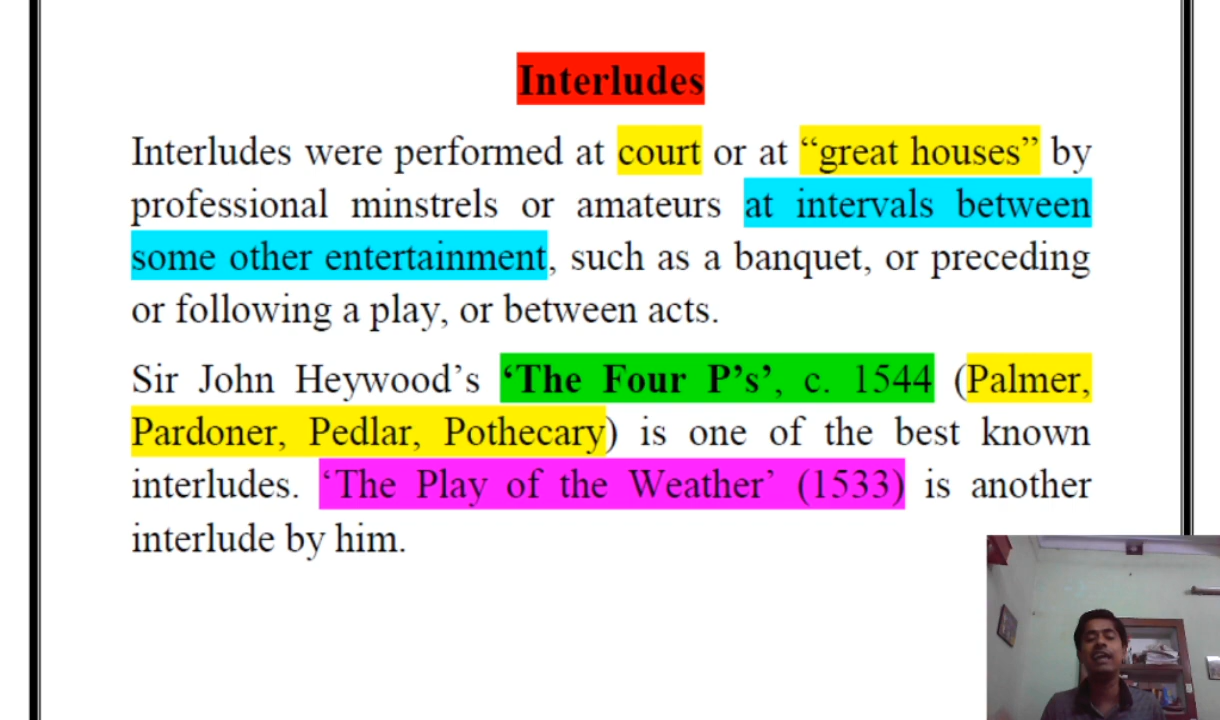 Interludes
Interludes were performed at court or at “great houses” by
professional minstrels or amateurs at intervals between
some other entertainment, such as a banquet, or preceding
or following a play, or between acts.
Sir John Heywood’s ‘The Four P’s’, c. 1544 (Palmer,
Pardoner, Pedlar, Pothecary) is one of the best known
interludes. ‘The Play of the Weather’ (1533) is another
interlude by him.